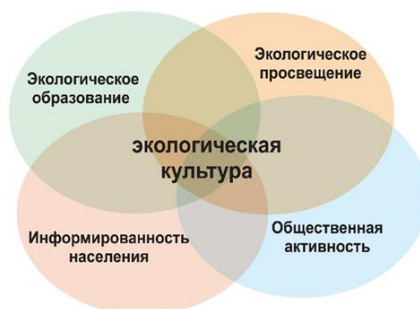 Экологическое
образование
Экологическое
просвещение
экологическая
культура
Информированность
населения
Общественная
активность